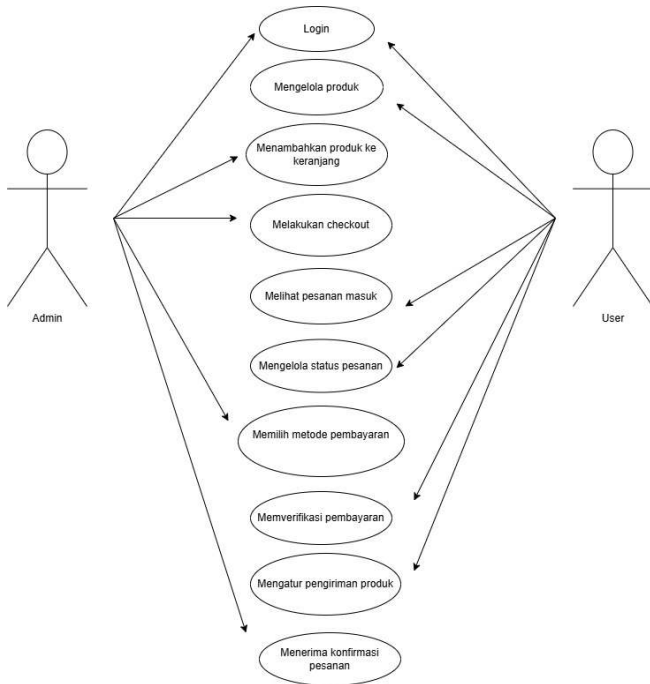 Login
Mengelola produk
Menambahkan produk ke
keranjang
Melakukan checkout
Melihat pesanan masuk
Admin
User
Mengelola status pesanan
Memilih metode pembayaran
Memverifikasi pembayaran
Mengatur pengiriman produk
Menerima konfirmasi
pesanan